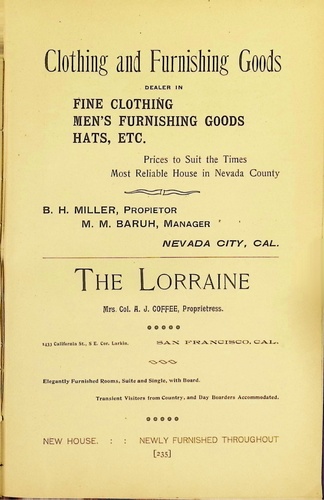 Clothing and Furnishing Goods
DEALER IN
FINE CLOTHING
MEN'S FURNISHING GOODS
HATS, ETC.
Prices to Suit the Times
Most Reliable House in Nevada County
B. H. MILLER, PROPIETOR
M. M. BARUH, MANAGER
NEVADA CITY, CAL.
THE LORRAINE
Mrs. Col. A. J. COFFEE, Proprietress.
1433 California St., S E. Cor. Larkin. SAN FRANCISCO, CAL.
Elegantly Furnished Rooms, Suite and Single, with Board.
Transient Visitors from Country, and Day Boarders Accommodated.
NEW HOUSE. : : NEWLY FURNISHED THROUGHOUT
[235]